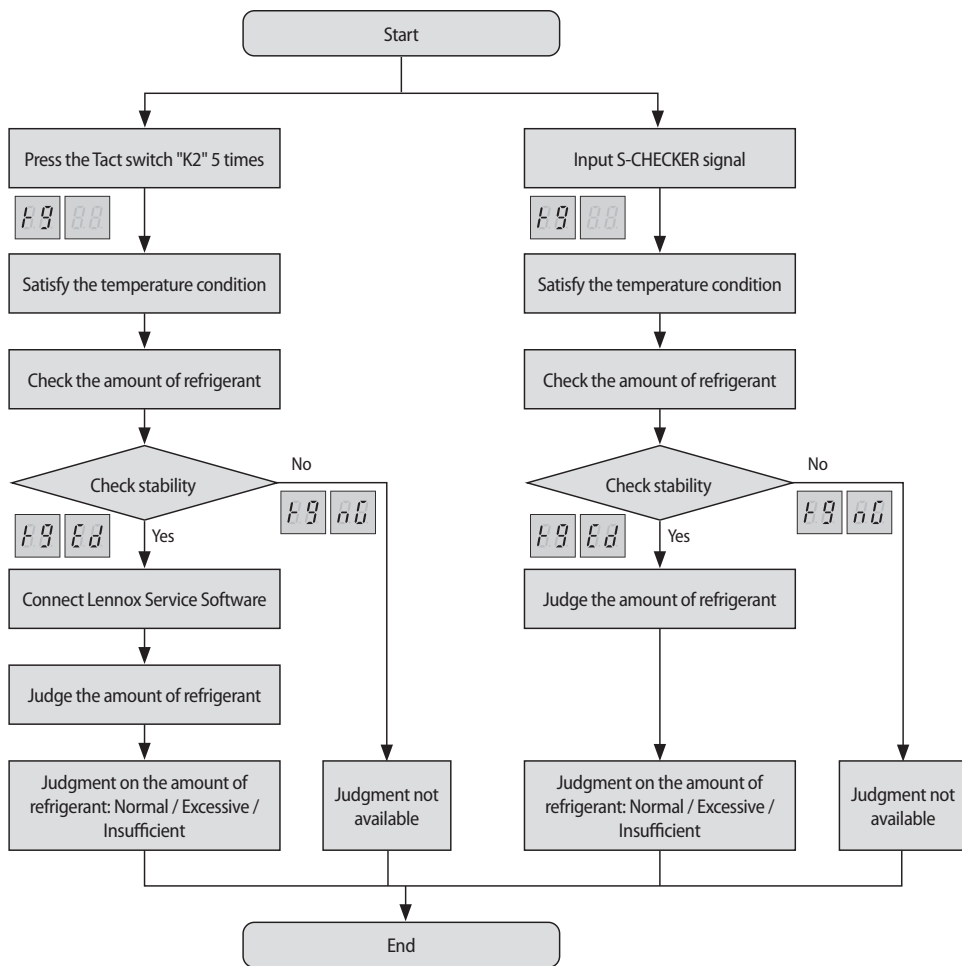 Start
Press the Tact switch "K2" 5 times
Input S-CHECKER signal
Satisfy the temperature condition
Satisfy the temperature condition
Check the amount of refrigerant
Check the amount of refrigerant
Check stability
No
nG
Ed
Yes
Check stability
No
nG
Ed
Yes
Connect Lennox Service Software
Judge the amount of refrigerant
Judge the amount of refrigerant
Judgment on the amount of
refrigerant: Normal / Excessive /
Insufficient
Judgment not
available
Judgment on the amount of
refrigerant: Normal / Excessive /
Insufficient
Judgment not
available
End